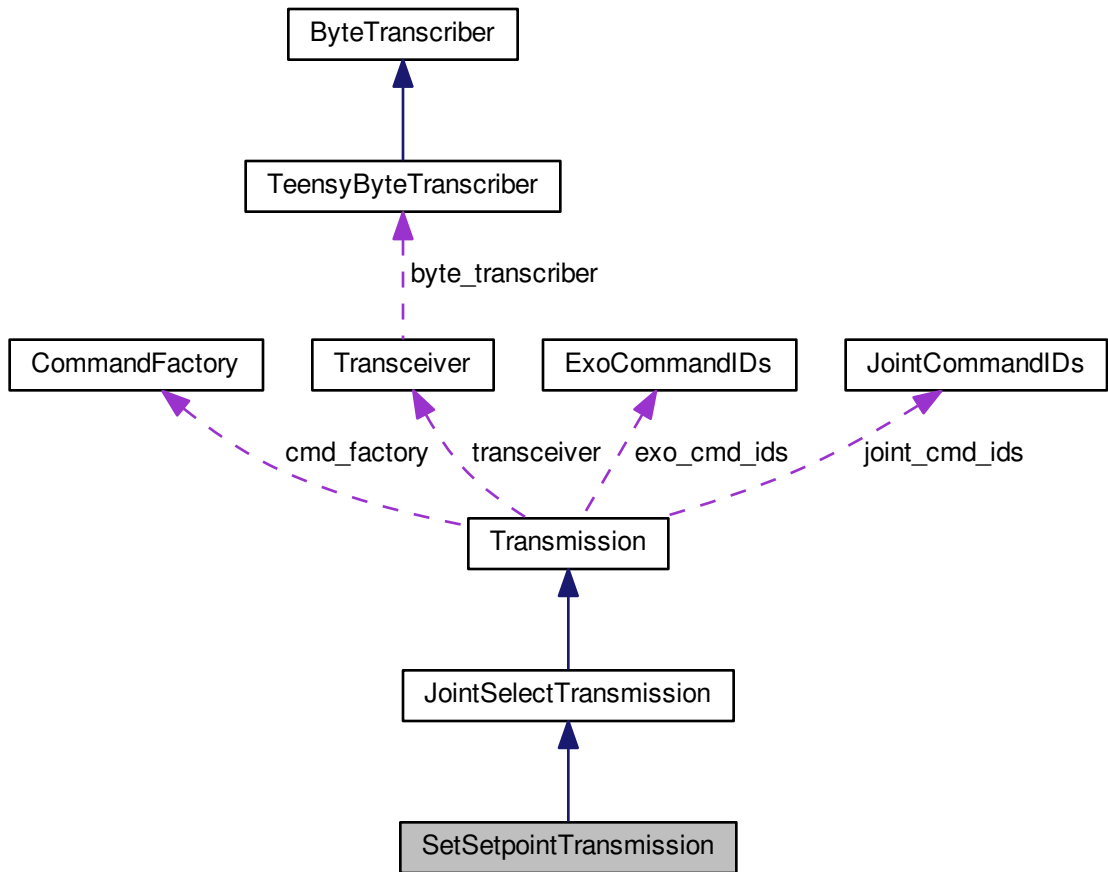 ByteTranscriber
TeensyByteTranscriber
byte_transcriber
CommandFactory
Transceiver
ExoCommandIDs
JointCommandIDs
cmd_factory
transceiver
exo_cmd_ids
joint_cmd_ids
Transmission
JointSelectTransmission
SetSetpointTransmission